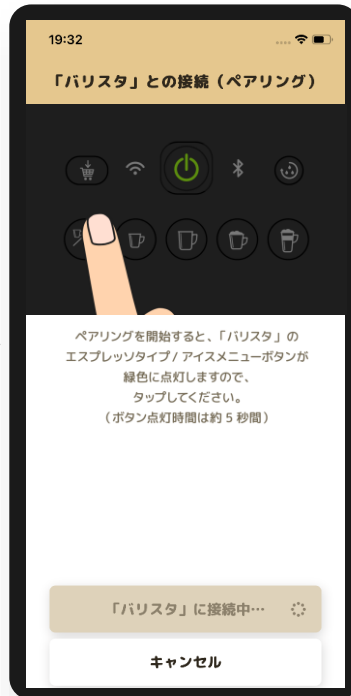 19:32
「バリスタ」との接続（ペアリング）
ペアリングを開始すると、「バリスタ」の
エスプレッソタイプ / アイスメニューボタンが
緑色に点灯しますので、
タップしてください。
（ボタン点灯時間は約 5 秒間）
「バリスタ」に接続中…
キャンセル